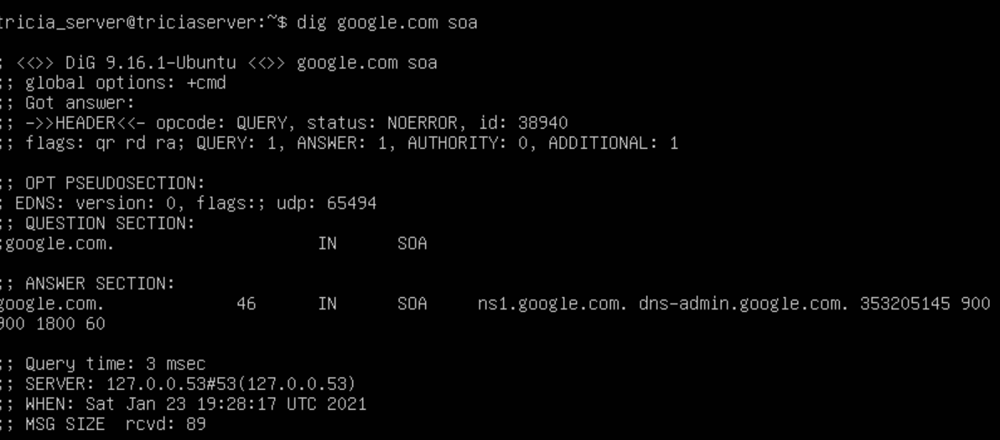 tricia_server@triciaserver:~$ dig google.com soa
; <<>> DiG 9.16.1-Ubuntu <<>> google.com soa
;; global options: +cmd
;; Got answer:
;; ->>HEADER<<- opcode: QUERY, status: NOERROR, id: 38940
;; flags: qr rd ra; QUERY: 1, ANSWER: 1, AUTHORITY: 0, ADDITIONAL: 1
;; OPT PSEUDOSECTION:
; EDNS: version: 0, flags:; udp: 65494
;; QUESTION SECTION:
;google.com. IN SOA
;; ANSWER SECTION:
google.com. 46 IN SOA ns1.google.com. dns-admin.google.com. 353205145 900
900 1800 60
;; Query time: 3 msec
;; SERVER: 127.0.0.53#53(127.0.0.53)
;; WHEN: Sat Jan 23 19:28:17 UTC 2021
;; MSG SIZE rcvd: 89